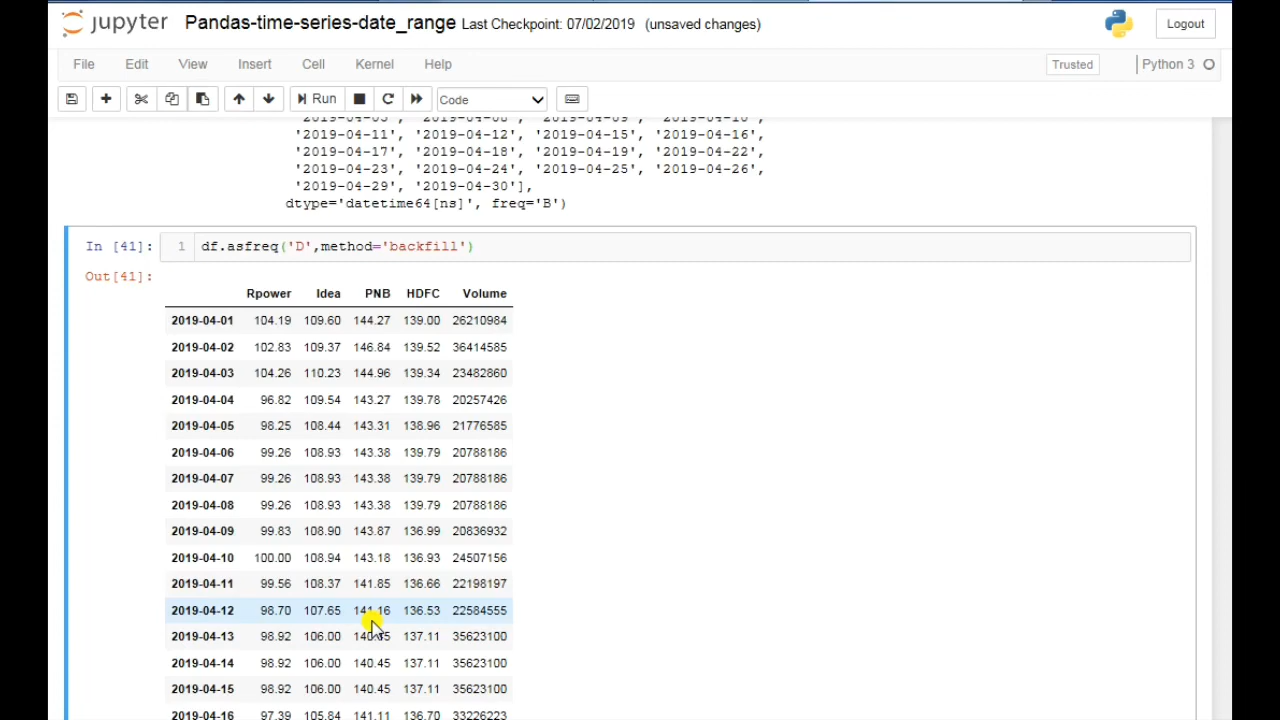 jupyter Pandas-time-series-date_range Last Checkpoint: 07/02/2019 (unsaved changes) Logout
File Edit View Insert Cell Kernel Help Trusted Python 3
Run Code
'2019-04-11', '2019-04-12', '2019-04-15', '2019-04-16',
'2019-04-17', '2019-04-18', '2019-04-19', '2019-04-22',
'2019-04-23', '2019-04-24', '2019-04-25', '2019-04-26',
'2019-04-29', '2019-04-30'],
dtype='datetime64[ns]', freq='B')
In [41]: 1 df.asfreq('D',method='backfill')
Out[41]:
Rpower Idea PNB HDFC Volume
2019-04-01 104.19 109.60 144.27 139.00 26210984
2019-04-02 102.83 109.37 146.84 139.52 36414585
2019-04-03 104.26 110.23 144.96 139.34 23482860
2019-04-04 96.82 109.54 143.27 139.78 20257426
2019-04-05 98.25 108.44 143.31 138.96 21776585
2019-04-06 99.26 108.93 143.38 139.79 20788186
2019-04-07 99.26 108.93 143.38 139.79 20788186
2019-04-08 99.26 108.93 143.38 139.79 20788186
2019-04-09 99.83 108.90 143.87 136.99 20836932
2019-04-10 100.00 108.94 143.18 136.93 24507156
2019-04-11 99.56 108.37 141.85 136.66 22198197
2019-04-12 98.70 107.65 141.16 136.53 22584555
2019-04-13 98.92 106.00 140.45 137.11 35623100
2019-04-14 98.92 106.00 140.45 137.11 35623100
2019-04-15 98.92 106.00 140.45 137.11 35623100
2019-04-16 97.39 105.84 141.11 136.70 33226223